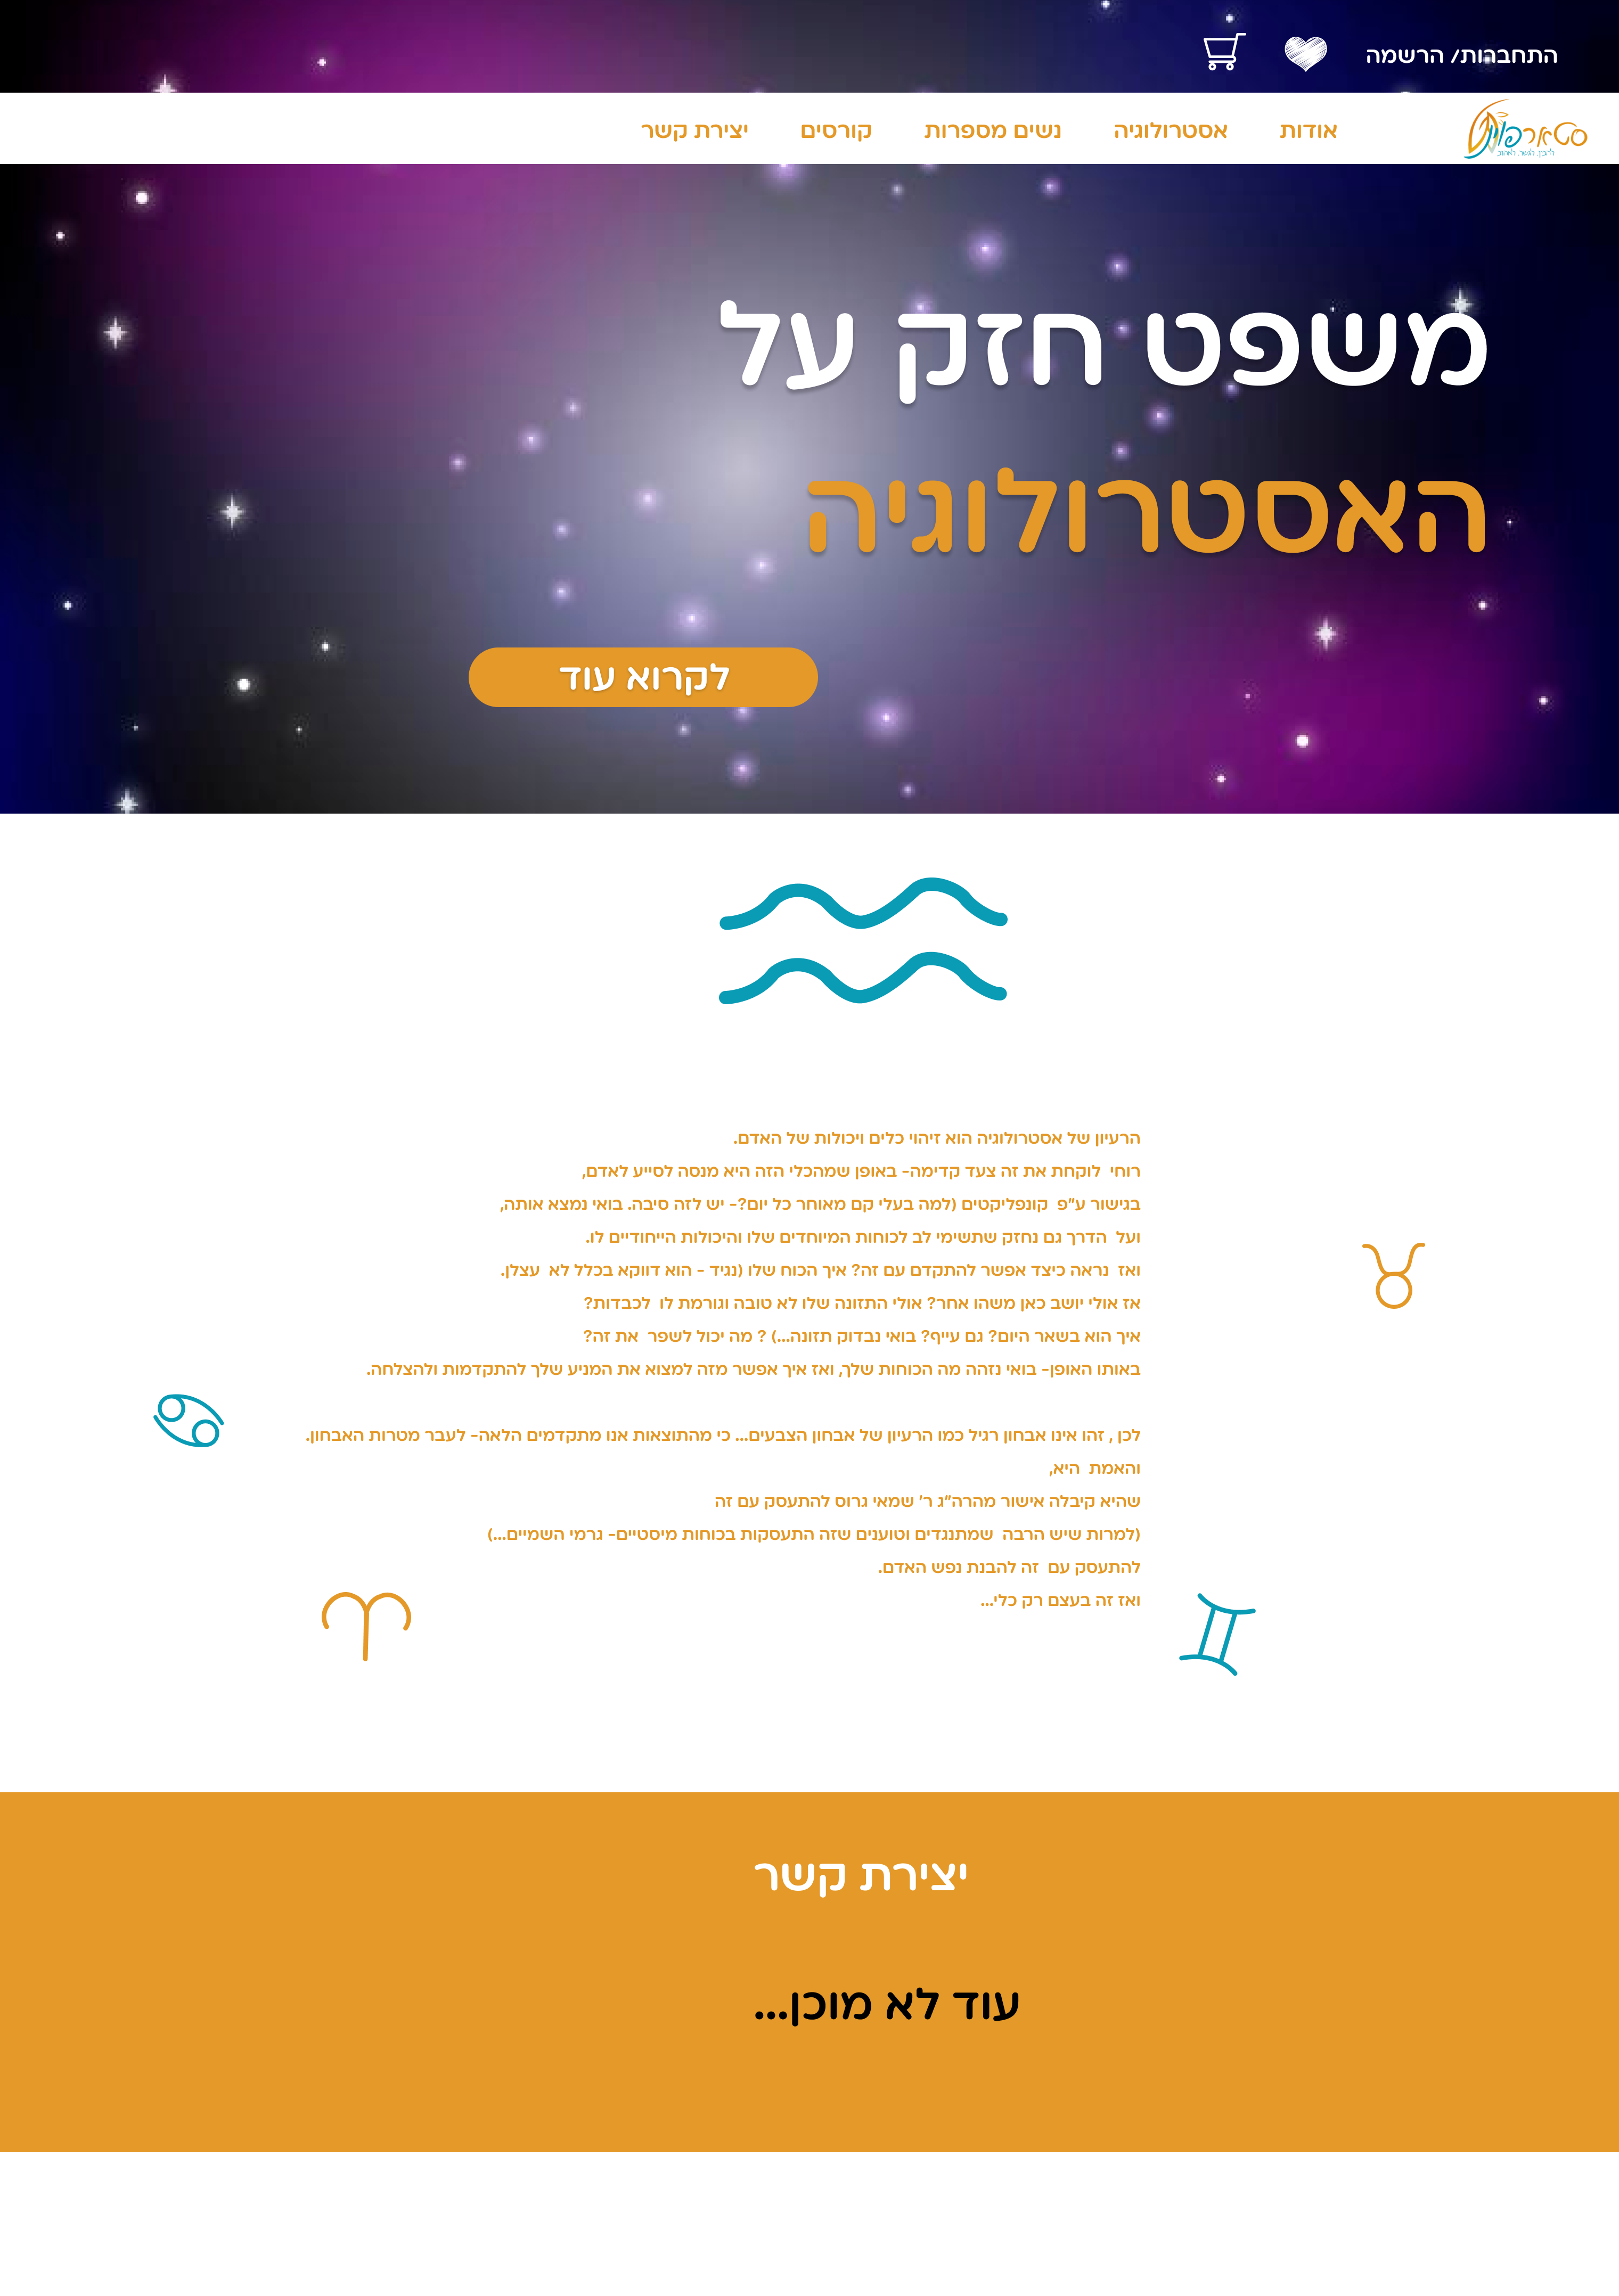 התחברות/ הרשמה
סטארפוינט
אודות
אסטרולוגיה
נשים מספרות
קורסים
יצירת קשר
משפט חזק על
האסטרולוגיה
לקרוא עוד
הרעיון של אסטרולוגיה הוא זיהוי כלים ויכולות של האדם.
רוחי לוקחת את זה צעד קדימה- באופן שמהכלי הזה היא מנסה לסייע לאדם,
בגישור ע"פ קונפליקטים (למה בעלי קם מאוחר כל יום?- יש לזה סיבה. בואי נמצא אותה,
ועל הדרך גם נחזק שתשימי לב לכוחות המיוחדים שלו והיכולות הייחודיים לו.
ואז נראה כיצד אפשר להתקדם עם זה? איך הכוח שלו (נגיד - הוא דווקא בכלל לא עצלן.
אז אולי יושב כאן משהו אחר? אולי התזונה שלו לא טובה וגורמת לו לכבדות?
איך הוא בשאר היום? גם עייף? בואי נבדוק תזונה...) ? מה יכול לשפר את זה?
באותו האופן- בואי נזהה מה הכוחות שלך, ואז איך אפשר מזה למצוא את המניע שלך להתקדמות ולהצלחה.
לכן , זהו אינו אבחון רגיל כמו הרעיון של אבחון הצבעים... כי מהתוצאות אנו מתקדמים הלאה- לעבר מטרות האבחון.
והאמת היא,
שהיא קיבלה אישור מהרה"ג ר' שמאי גרוס להתעסק עם זה
(למרות שיש הרבה שמתנגדים וטוענים שזה התעסקות בכוחות מיסטיים- גרמי השמיים...)
להתעסק עם זה להבנת נפש האדם.
ואז זה בעצם רק כלי...
יצירת קשר
עוד לא מוכן...